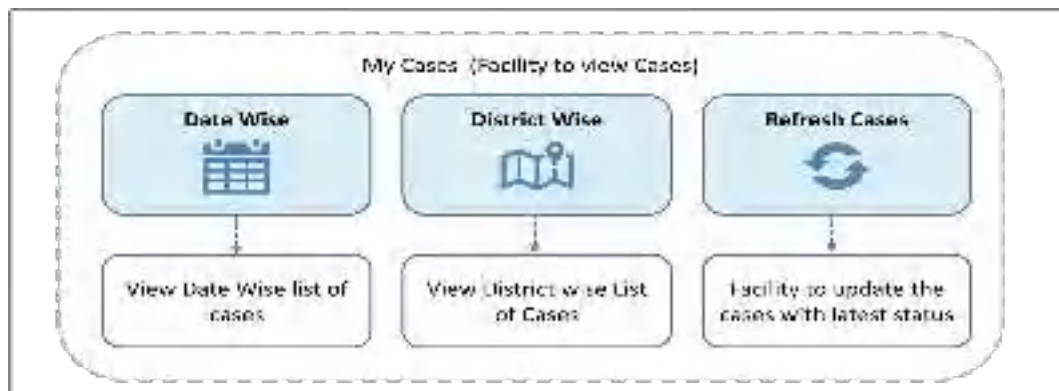 My Cases (Facility to view Cases)
Date Wise
District Wise
Refresh Cases
View Date Wise list of
cases
View District wise List
of Cases
Facility to update the
cases with latest status